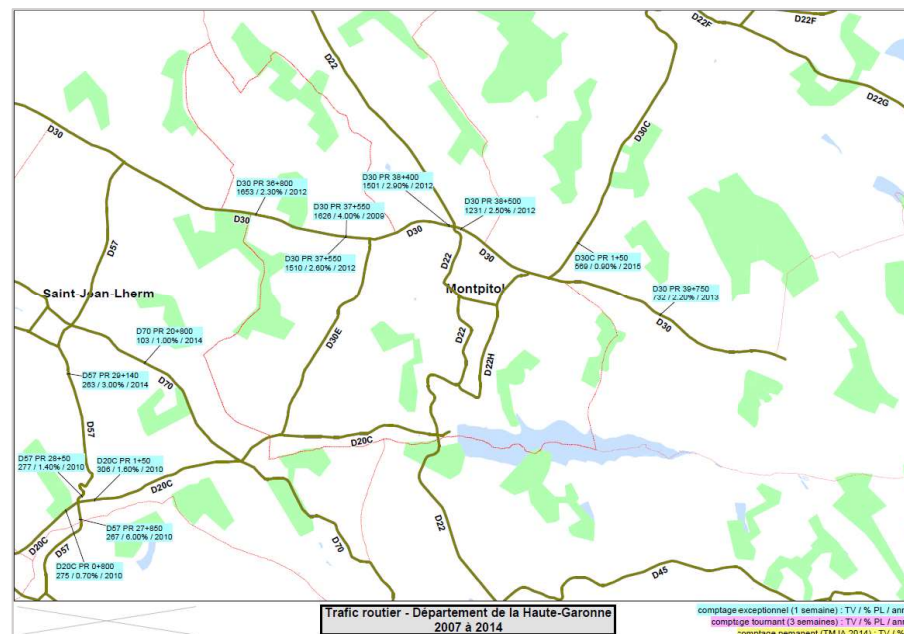 D22F
D22F
D22
D22G
D30
D30C
D30 PR 38+400
1501 / 2.90% / 2012
D30 PR 36+800
1653 / 2.30% / 2012
D30 PR 37+550
1626 / 4.00% / 2009
D30 PR 38+500
1231 / 2.50% / 2012
D30
D30
D57
D30 PR 37+550
1510 / 2.60% / 2012
D22
D30
D30C PR 1+50
569 / 0.90% / 2015
Saint-Jean-Lherm
Montpitol
D30 PR 39+750
732 / 2.20% / 2013
D30
D70 PR 20+800
103 / 1.00% / 2014
D30E
D22
D22H
D57 PR 29+140
263 / 3.00% / 2014
D70
D57
D20C
D57 PR 28+50
277 / 1.40% / 2010
D20C PR 1+50
306 / 1.60% / 2010
D20C
D57 PR 27+850
267 / 6.00% / 2010
D22
D20C
D57
D70
D20C PR 0+800
275 / 0.70% / 2010
D45
Trafic routier - Département de la Haute-Garonne
2007 à 2014
comptage exceptionnel (1 semaine) : TV / % PL / ann
comptage tournant (3 semaines) : TV / % PL / ann
comptage permanent (TMJA 2014) : TV / %